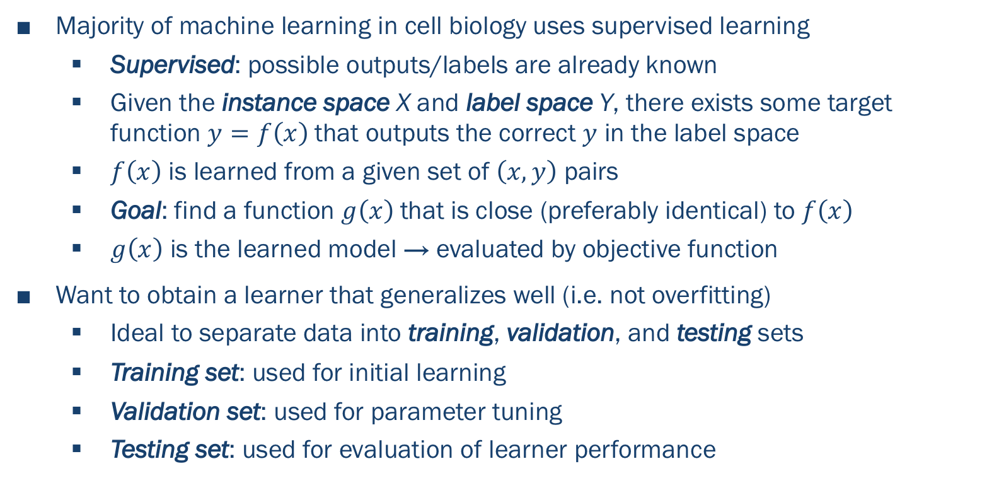 ■ Majority of machine learning in cell biology uses supervised learning
▪ Supervised: possible outputs/labels are already known
▪ Given the instance space X and label space Y, there exists some target
function y = f(x) that outputs the correct y in the label space
▪ f(x) is learned from a given set of (x, y) pairs
▪ Goal: find a function g(x) that is close (preferably identical) to f(x)
▪ g(x) is the learned model → evaluated by objective function
■ Want to obtain a learner that generalizes well (i.e. not overfitting)
▪ Ideal to separate data into training, validation, and testing sets
▪ Training set: used for initial learning
▪ Validation set: used for parameter tuning
▪ Testing set: used for evaluation of learner performance